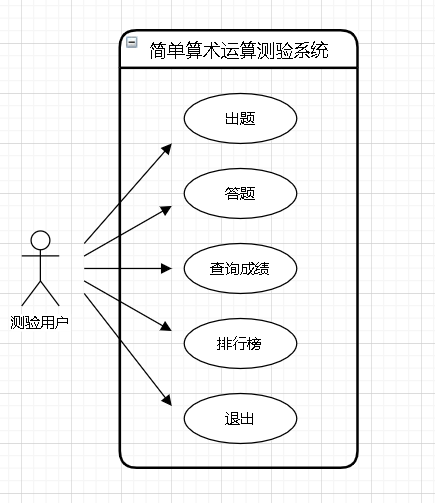 简单算术运算测验系统
出题
答题
查询成绩
测验用户
排行榜
退出